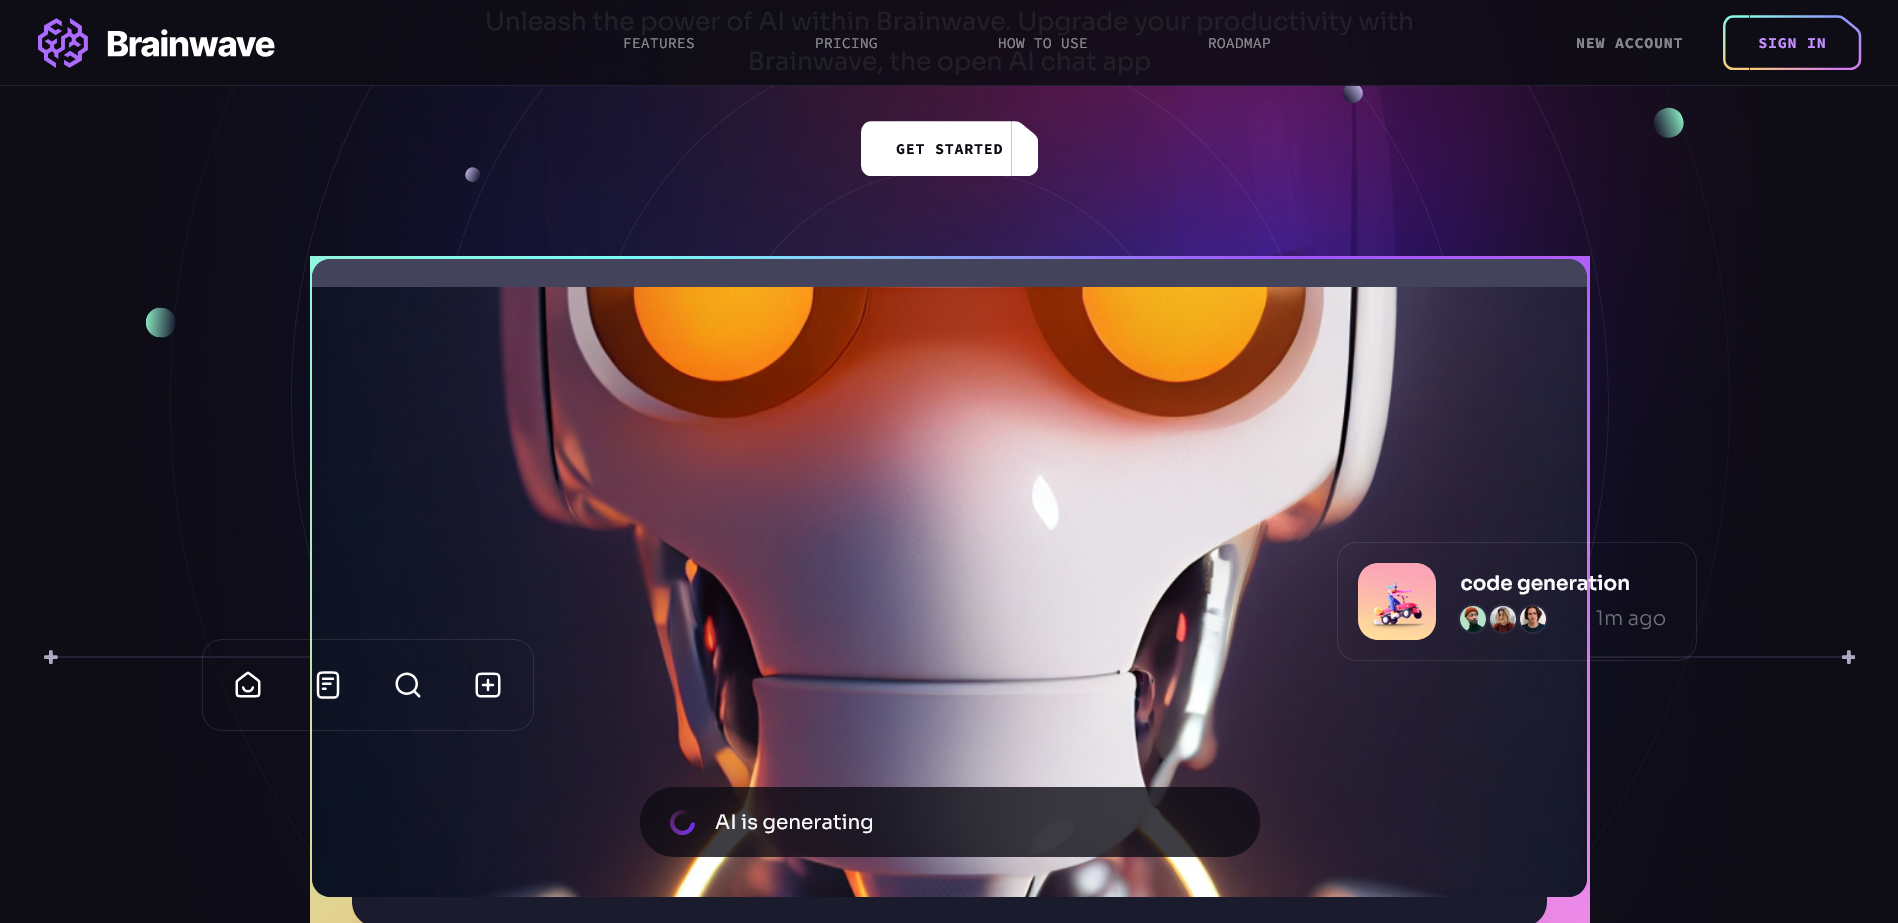 Unleash the power of AI within Brainwave. Upgrade your productivity with
Brainwave, the open AI chat app
Brainwave
FEATURES
PRICING
HOW TO USE
ROADMAP
NEW ACCOUNT
SIGN IN
GET STARTED
code generation
1m ago
AI is generating